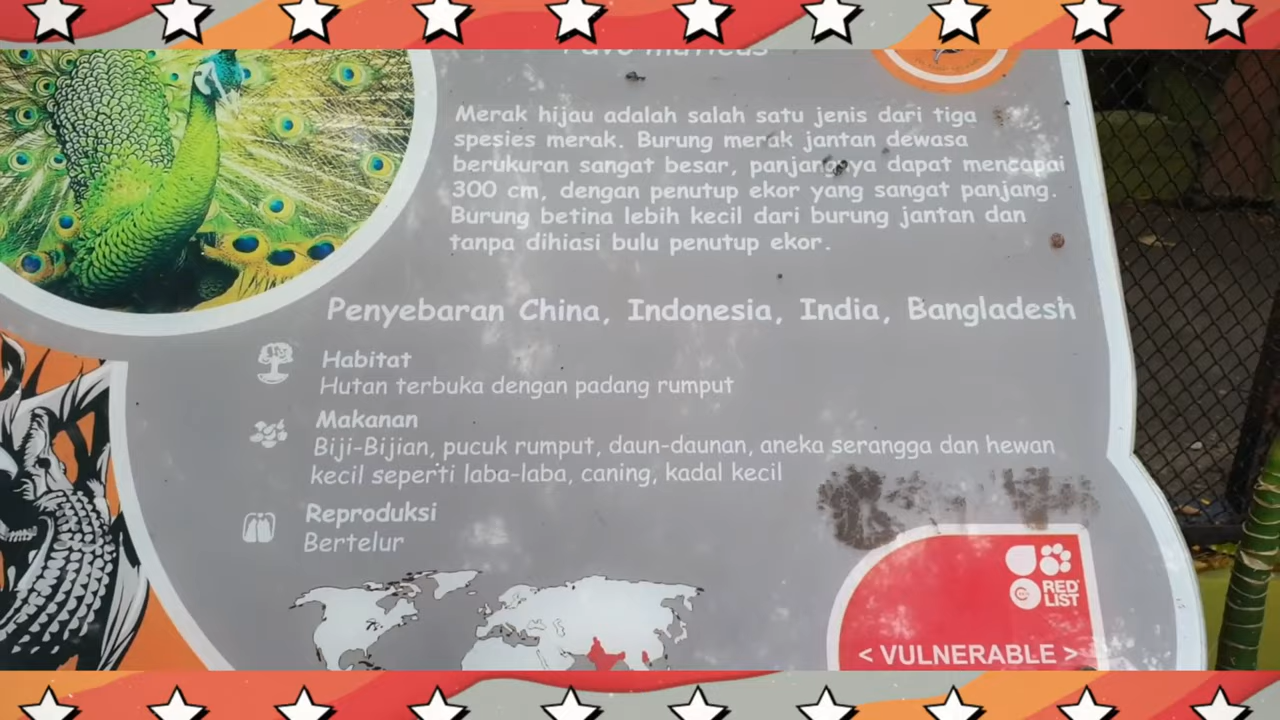 Pavo muticus
Merak hijau adalah salah satu jenis dari tiga
spesies merak. Burung merak jantan dewasa
berukuran sangat besar, panjangnya dapat mencapai
300 cm, dengan penutup ekor yang sangat panjang.
Burung betina lebih kecil dari burung jantan dan
tanpa dihiasi bulu penutup ekor.
Penyebaran China, Indonesia, India, Bangladesh
Habitat
Hutan terbuka dengan padang rumput
Makanan
Biji-Bijian, pucuk rumput, daun-daunan, aneka serangga dan hewan
kecil seperti laba-laba, caning, kadal kecil
Reproduksi
Bertelur
RED
LIST
< VULNERABLE >